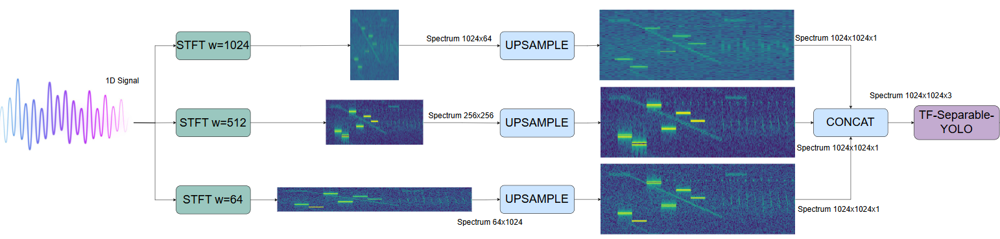 1D Signal
STFT w=1024
Spectrum 1024x64
UPSAMPLE
Spectrum 1024x1024x1
STFT w=512
Spectrum 256x256
UPSAMPLE
Spectrum 1024x1024x1
STFT w=64
Spectrum 64x1024
UPSAMPLE
Spectrum 1024x1024x1
CONCAT
Spectrum 1024x1024x3
TF-Separable-
YOLO